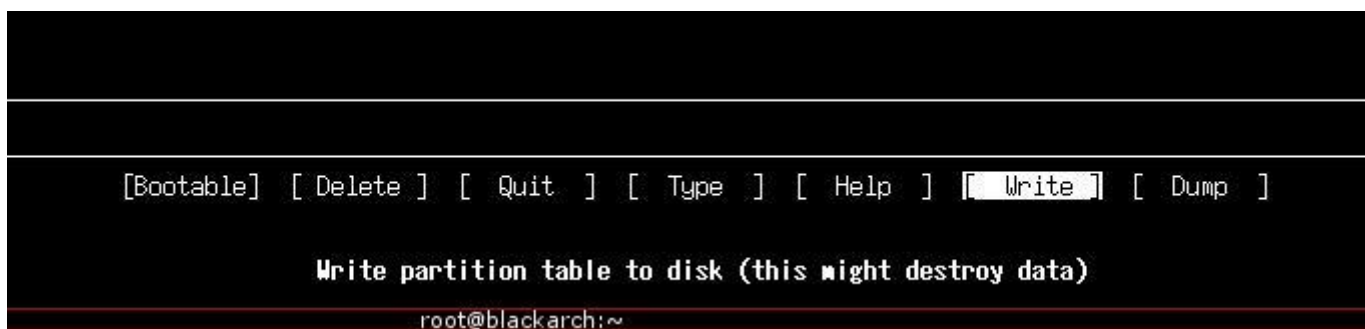 [Bootable] [ Delete ] [ Quit ] [ Type ] [ Help ] [ Write ] [ Dump ]
Write partition table to disk (this might destroy data)
root@blackarch:~